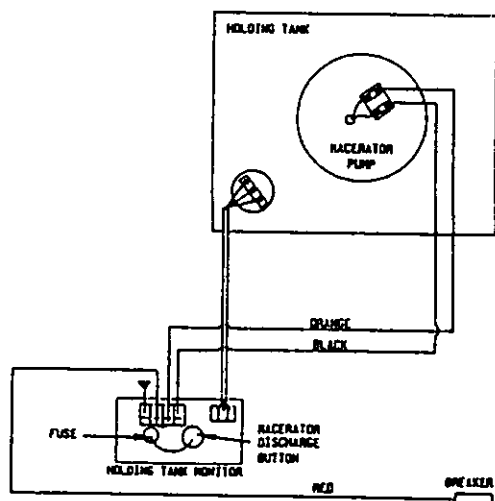 HOLDING TANK
MACERATOR
PUMP
ORANGE
BLACK
FUSE
MACERATOR
DISCHARGE
BUTTON
HOLDING TANK MONITOR
RED
BREAKER